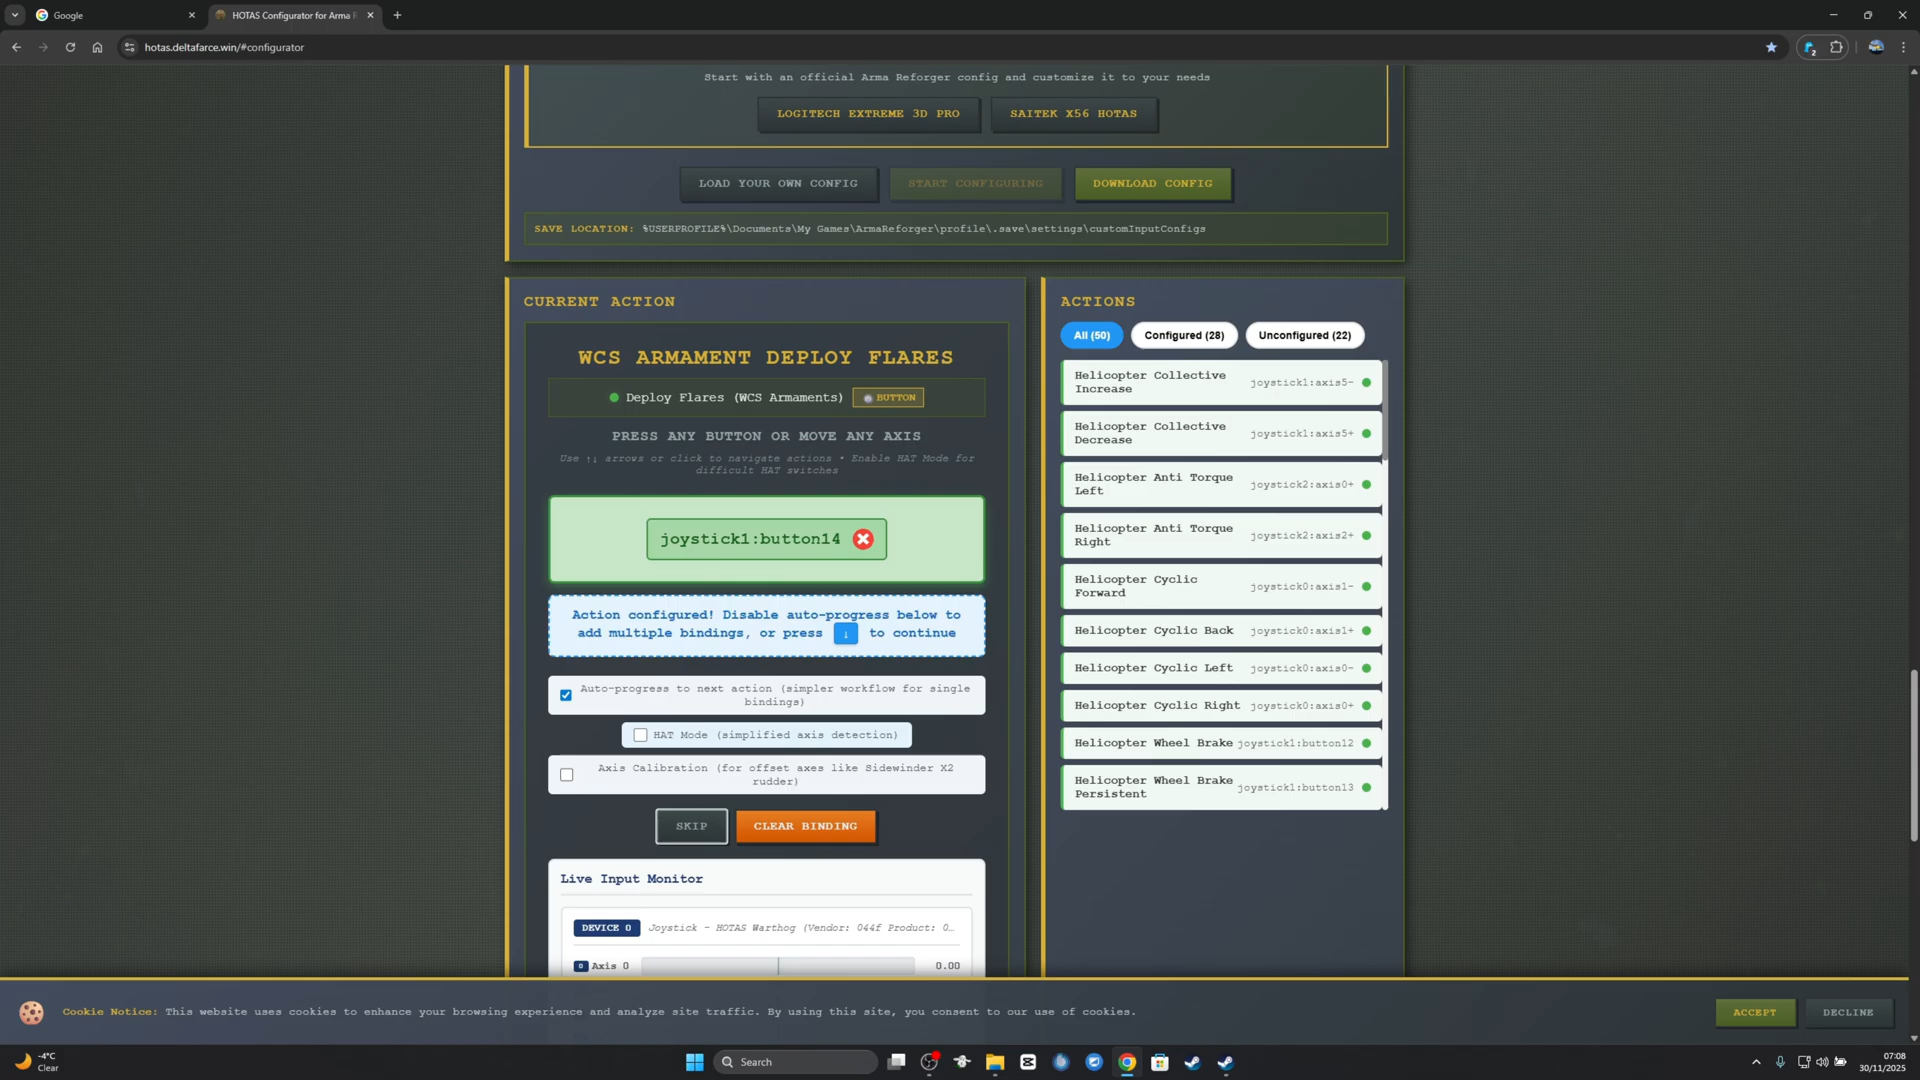 Google
HOTAS Configurator for Arma R
hotas.deltafarce.win/#configurator
2
Start with an official Arma Reforger config and customize it to your needs
LOGITECH EXTREME 3D PRO
SAITEK X56 HOTAS
LOAD YOUR OWN CONFIG
START CONFIGURING
DOWNLOAD CONFIG
SAVE LOCATION: %USERPROFILE%\Documents\My Games\ArmaReforger\profile\.save\settings\customInputConfigs
CURRENT ACTION
WCS ARMAMENT DEPLOY FLARES
Deploy Flares (WCS Armaments) BUTTON
PRESS ANY BUTTON OR MOVE ANY AXIS
Use ↑↓ arrows or click to navigate actions • Enable HAT Mode for
difficult HAT switches
joystick1:button14
Action configured! Disable auto-progress below to
add multiple bindings, or press ↓ to continue
Auto-progress to next action (simpler workflow for single
bindings)
HAT Mode (simplified axis detection)
Axis Calibration (for offset axes like Sidewinder X2
rudder)
SKIP
CLEAR BINDING
Live Input Monitor
DEVICE 0 Joystick - HOTAS Warthog (Vendor: 044f Product: 0…
0 Axis 0 0.00
ACTIONS
All (50)
Configured (28)
Unconfigured (22)
Helicopter Collective
Increase
joystick1:axis5-
Helicopter Collective
Decrease
joystick1:axis5+
Helicopter Anti Torque
Left
joystick2:axis0+
Helicopter Anti Torque
Right
joystick2:axis2+
Helicopter Cyclic
Forward
joystick0:axis1-
Helicopter Cyclic Back joystick0:axis1+
Helicopter Cyclic Left joystick0:axis0-
Helicopter Cyclic Right joystick0:axis0+
Helicopter Wheel Brake joystick1:button12
Helicopter Wheel Brake
Persistent
joystick1:button13
Cookie Notice: This website uses cookies to enhance your browsing experience and analyze site traffic. By using this site, you consent to our use of cookies.
ACCEPT
DECLINE
-4°C
Clear
Search
07:08
30/11/2025